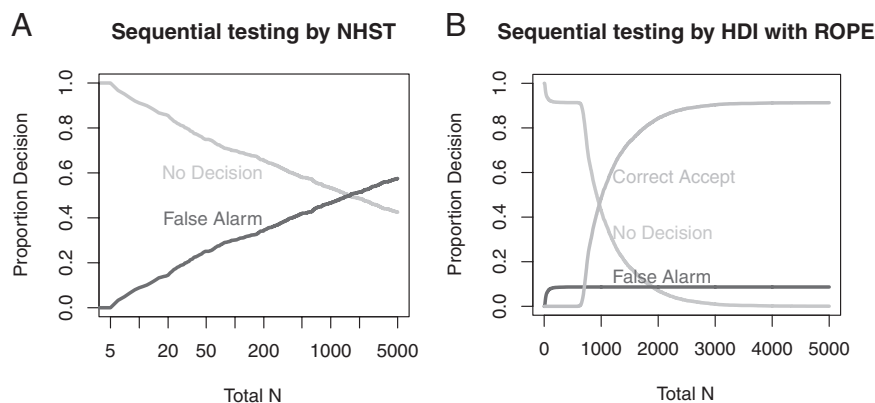 A
Sequential testing by NHST
Proportion Decision
1.0
0.8
0.6
0.4
0.2
0.0
No Decision
False Alarm
5 20 50 200 1000 5000
Total N
B
Sequential testing by HDI with ROPE
Proportion Decision
1.0
0.8
0.6
0.4
0.2
0.0
Correct Accept
No Decision
False Alarm
0 1000 2000 3000 4000 5000
Total N